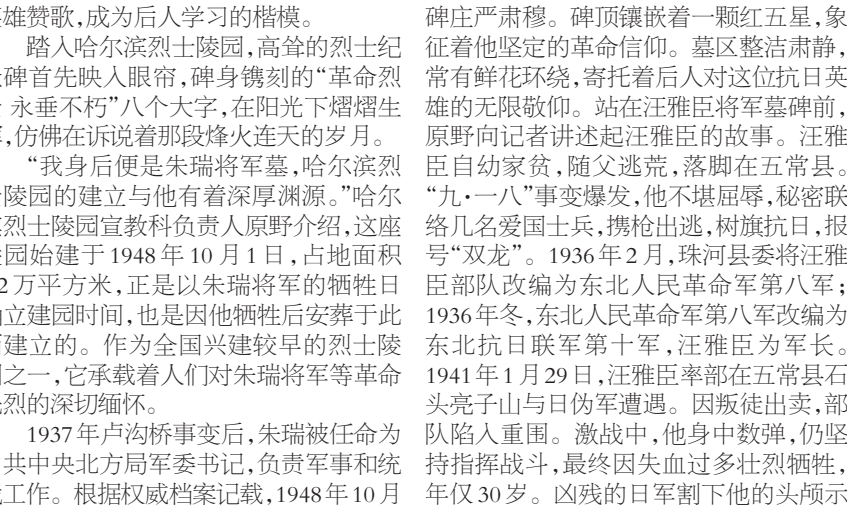 雄赞歌，成为后人学习的楷模。
踏入哈尔滨烈士陵园，高耸的烈士纪
碑首先映入眼帘，碑身镌刻的“革命烈
永垂不朽”八个大字，在阳光下熠熠生
，仿佛在诉说着那段烽火连天的岁月。
“我身后便是朱瑞将军墓，哈尔滨烈
陵园的建立与他有着深厚渊源。”哈尔
烈士陵园宣教科负责人原野介绍，这座
园始建于1948年10月1日，占地面积
2万平方米，正是以朱瑞将军的牺牲日
立建园时间，也是因他牺牲后安葬于此
建立的。作为全国兴建较早的烈士陵
之一，它承载着人们对朱瑞将军等革命
烈的深切缅怀。
1937年卢沟桥事变后，朱瑞被任命为
共中央北方局军委书记，负责军事和统
工作。根据权威档案记载，1948年10月
碑庄严肃穆。碑顶镶嵌着一颗红五星，象
征着他坚定的革命信仰。墓区整洁肃静，
常有鲜花环绕，寄托着后人对这位抗日英
雄的无限敬仰。站在汪雅臣将军墓碑前，
原野向记者讲述起汪雅臣的故事。汪雅
臣自幼家贫，随父逃荒，落脚在五常县。
“九·一八”事变爆发，他不堪屈辱，秘密联
络几名爱国士兵，携枪出逃，树旗抗日，报
号“双龙”。1936年2月，珠河县委将汪雅
臣部队改编为东北人民革命军第八军；
1936年冬，东北人民革命军第八军改编为
东北抗日联军第十军，汪雅臣为军长。
1941年1月29日，汪雅臣率部在五常县石
头亮子山与日伪军遭遇。因叛徒出卖，部
队陷入重围。激战中，他身中数弹，仍坚
持指挥战斗，最终因失血过多壮烈牺牲，
年仅30岁。凶残的日军割下他的头颅示